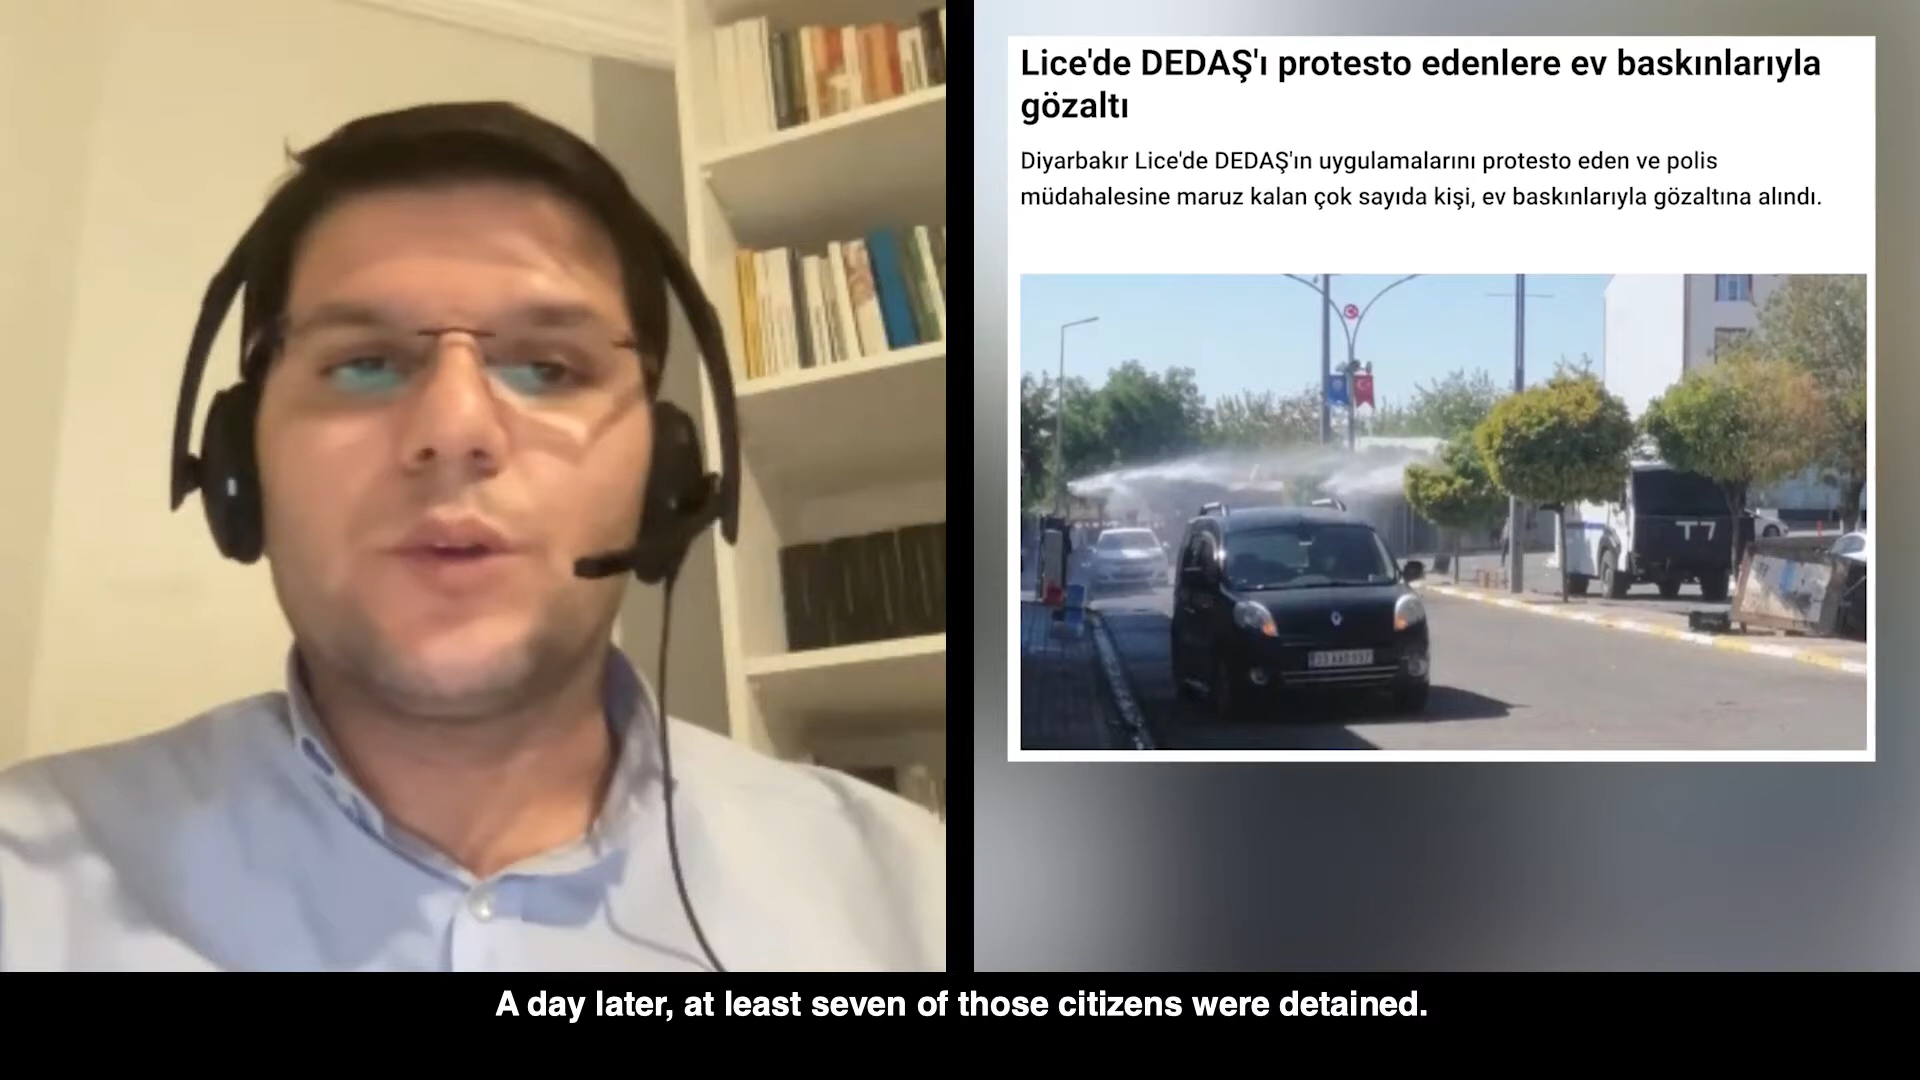 Lice'de DEDAŞ'ı protesto edenlere ev baskınlarıyla
gözaltı
Diyarbakır Lice'de DEDAŞ'ın uygulamalarını protesto eden ve polis
müdahalesine maruz kalan çok sayıda kişi, ev baskınlarıyla gözaltına alındı.
T7
A day later, at least seven of those citizens were detained.